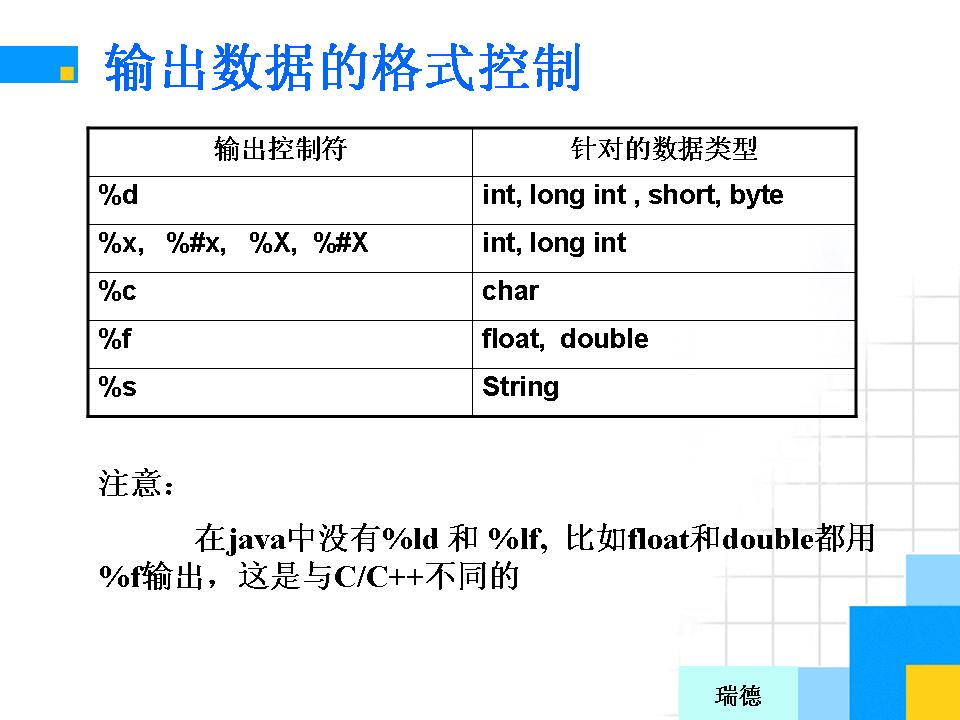 输出数据的格式控制
输出控制符 针对的数据类型
%d int, long int , short, byte
%x, %#x, %X, %#X int, long int
%c char
%f float, double
%s String
注意：
在java中没有%ld 和 %lf, 比如float和double都用
%f输出，这是与C/C++不同的
瑞德